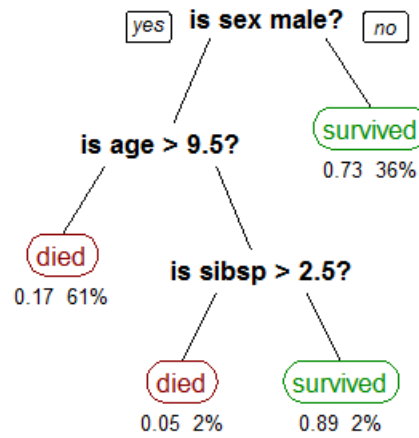 yes is sex male? no
survived
is age > 9.5?
0.73 36%
died
is sibsp > 2.5?
0.17 61%
died survived
0.05 2% 0.89 2%